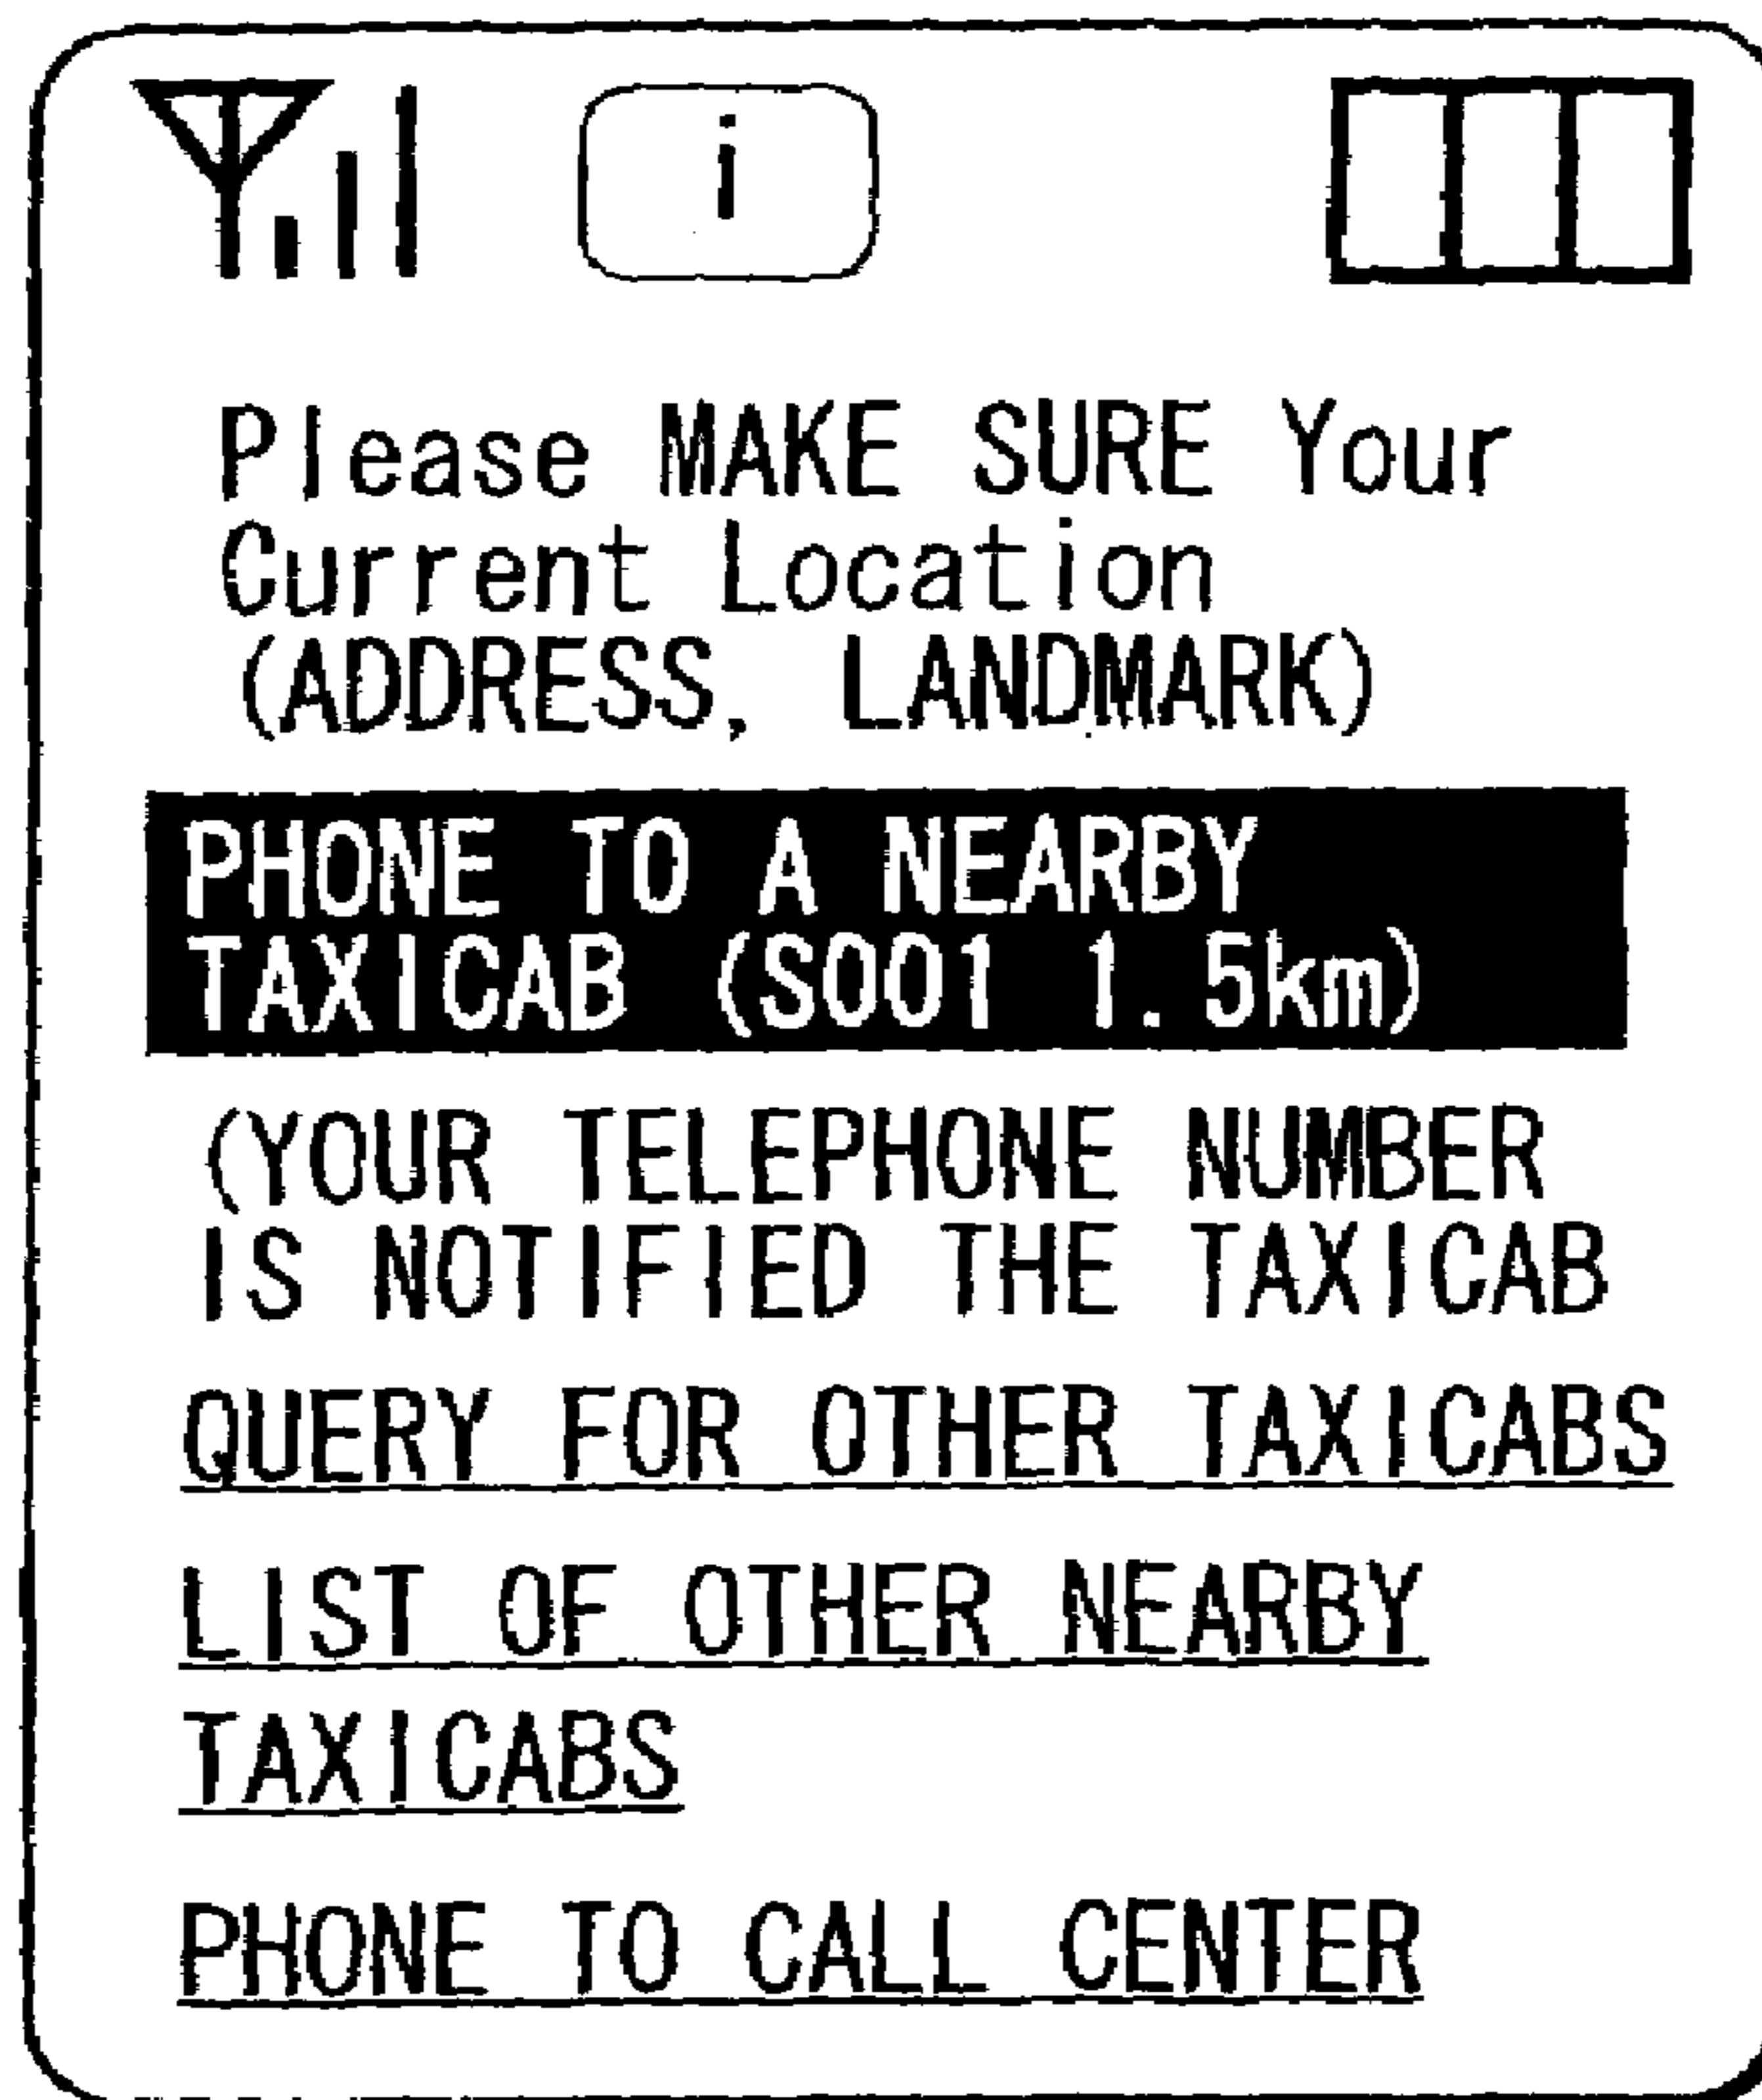 i
Please MAKE SURE Your
Current Location
(ADDRESS, LANDMARK)
PHONE TO A NEARBY
TAXICAB (S001 1.5km)
(YOUR TELEPHONE NUMBER
IS NOTIFIED THE TAXICAB
QUERY FOR OTHER TAXICABS
LIST OF OTHER NEARBY
TAXICABS
PHONE TO CALL CENTER